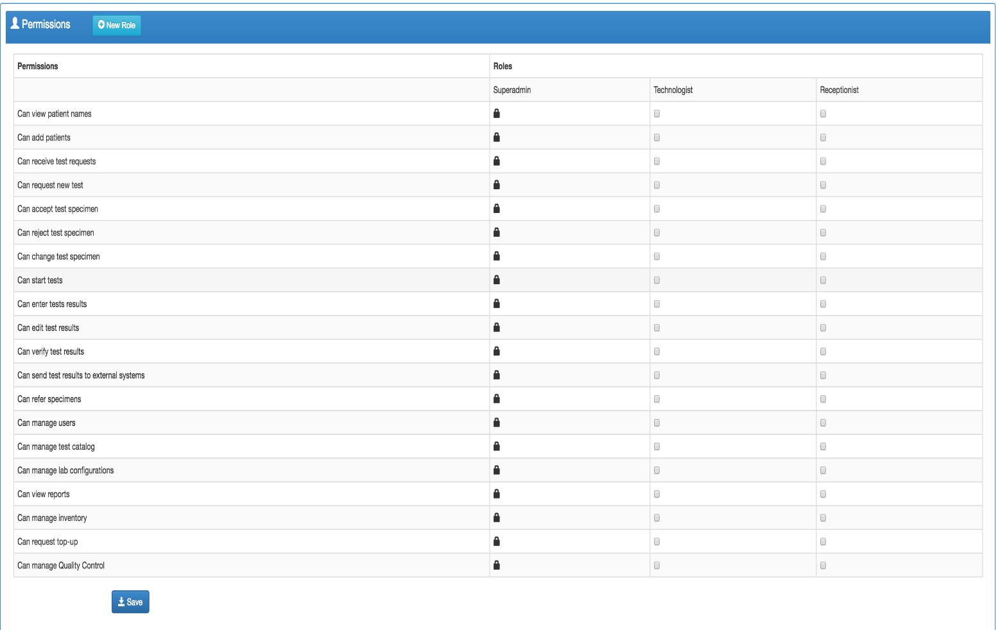 Permissions
New Role
Permissions Roles
Superadmin Technologist Receptionist
Can view patient names
Can add patients
Can receive test requests
Can request new test
Can accept test specimen
Can reject test specimen
Can change test specimen
Can start tests
Can enter tests results
Can edit test results
Can verify test results
Can send test results to external systems
Can refer specimens
Can manage users
Can manage test catalog
Can manage lab configurations
Can view reports
Can manage inventory
Can request top-up
Can manage Quality Control
Save